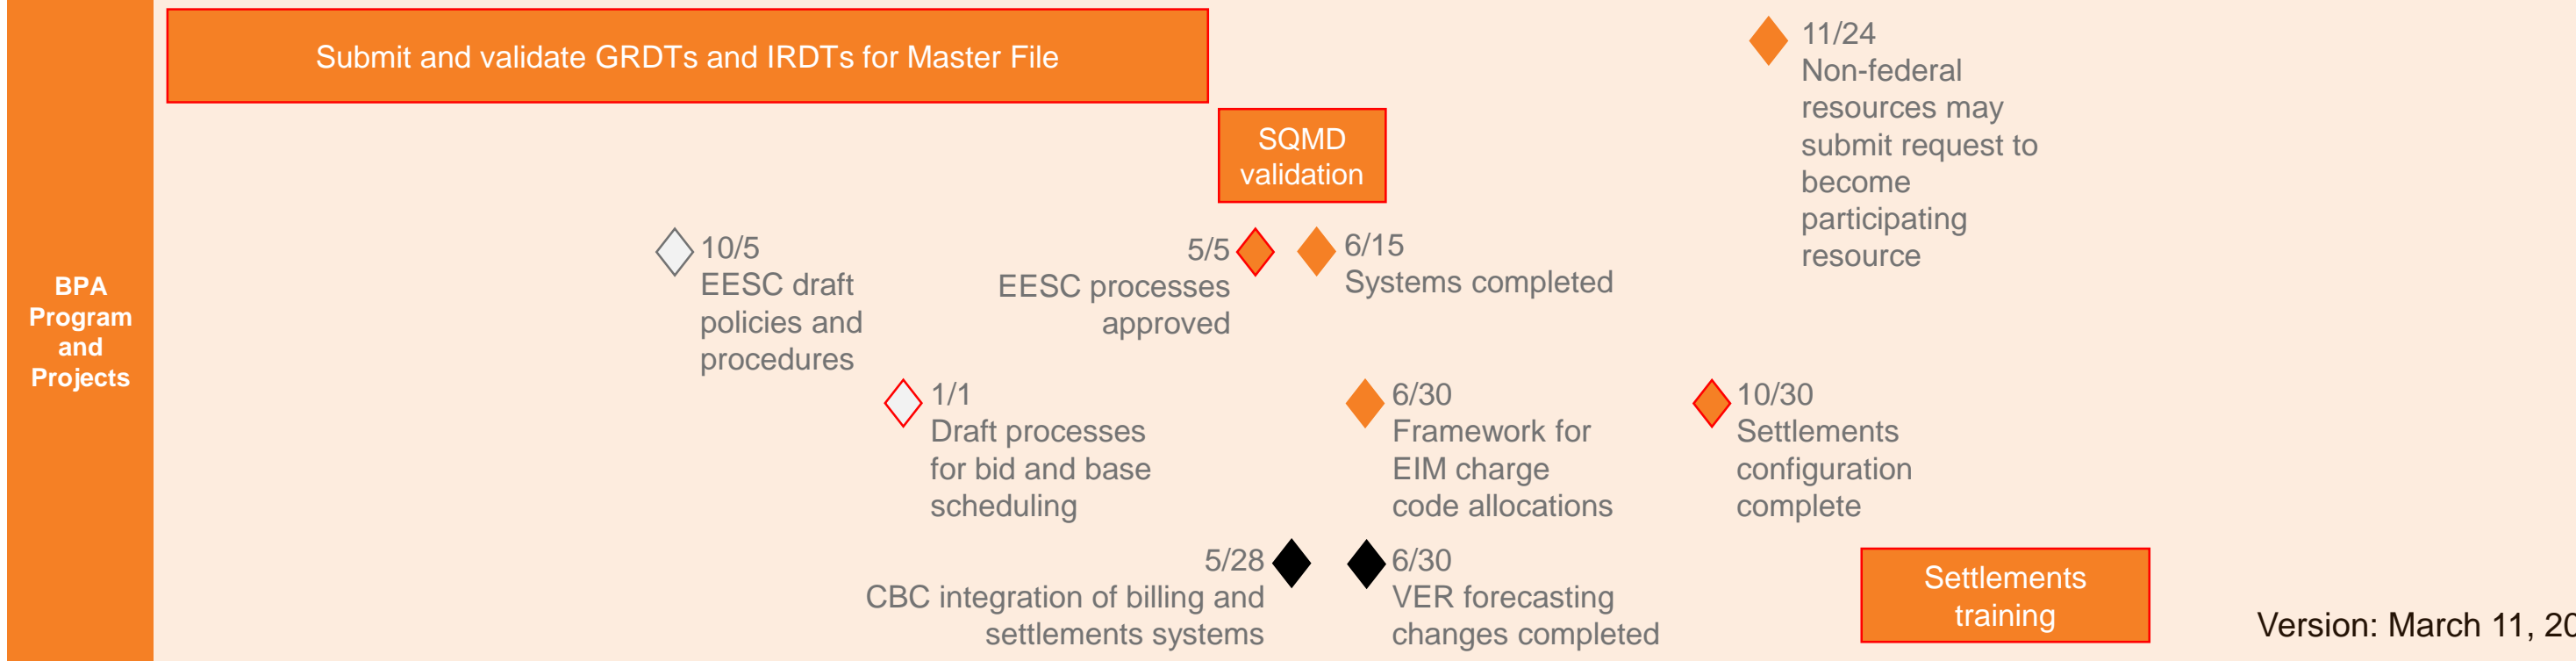 BPA
Program
and
Projects
Submit and validate GRDTs and IRDTs for Master File
SQMD
validation
11/24
Non-federal
resources may
submit request to
become
participating
resource
10/5
EESC draft
policies and
procedures
5/5
EESC processes
approved
6/15
Systems completed
1/1
Draft processes
for bid and base
scheduling
6/30
Framework for
EIM charge
code allocations
10/30
Settlements
configuration
complete
5/28
CBC integration of billing and
settlements systems
6/30
VER forecasting
changes completed
Settlements
training
Version: March 11, 20